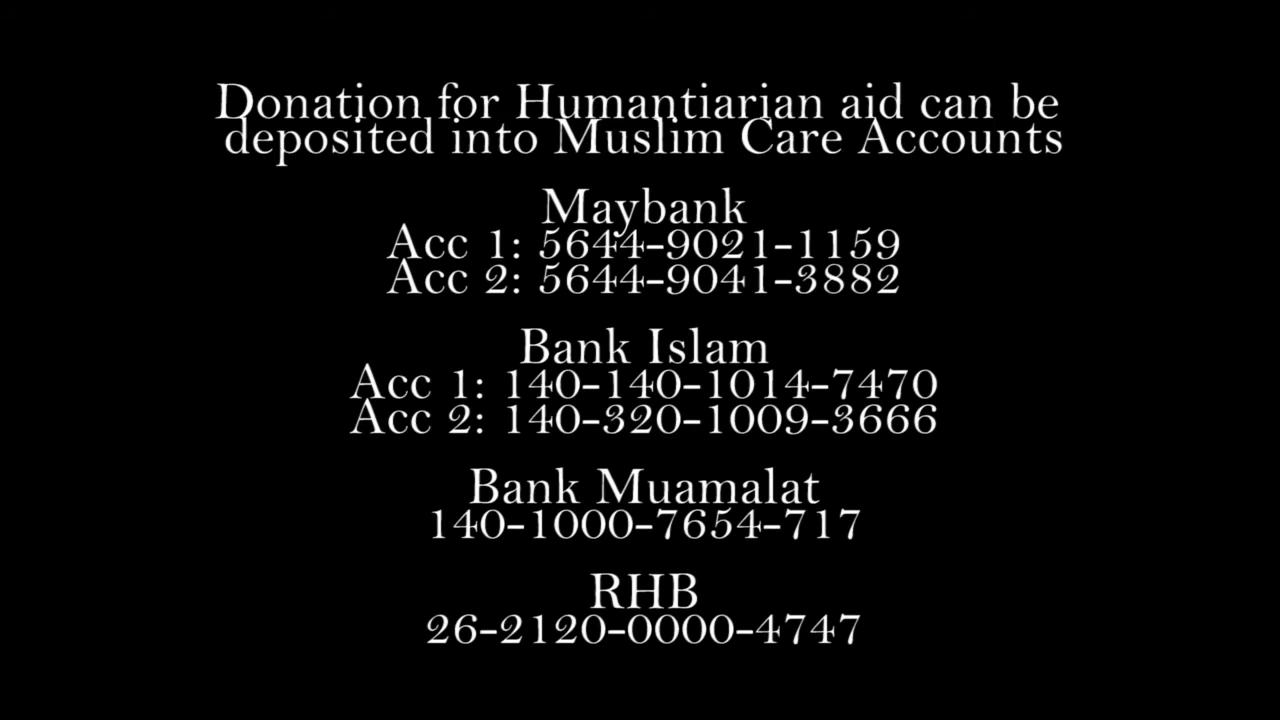 Donation for Humantiarian aid can be
deposited into Muslim Care Accounts
Maybank
Acc 1: 5644-9021-1159
Acc 2: 5644-9041-3882
Bank Islam
Acc 1: 140-140-1014-7470
Acc 2: 140-320-1009-3666
Bank Muamalat
140-1000-7654-717
RHB
26-2120-0000-4747